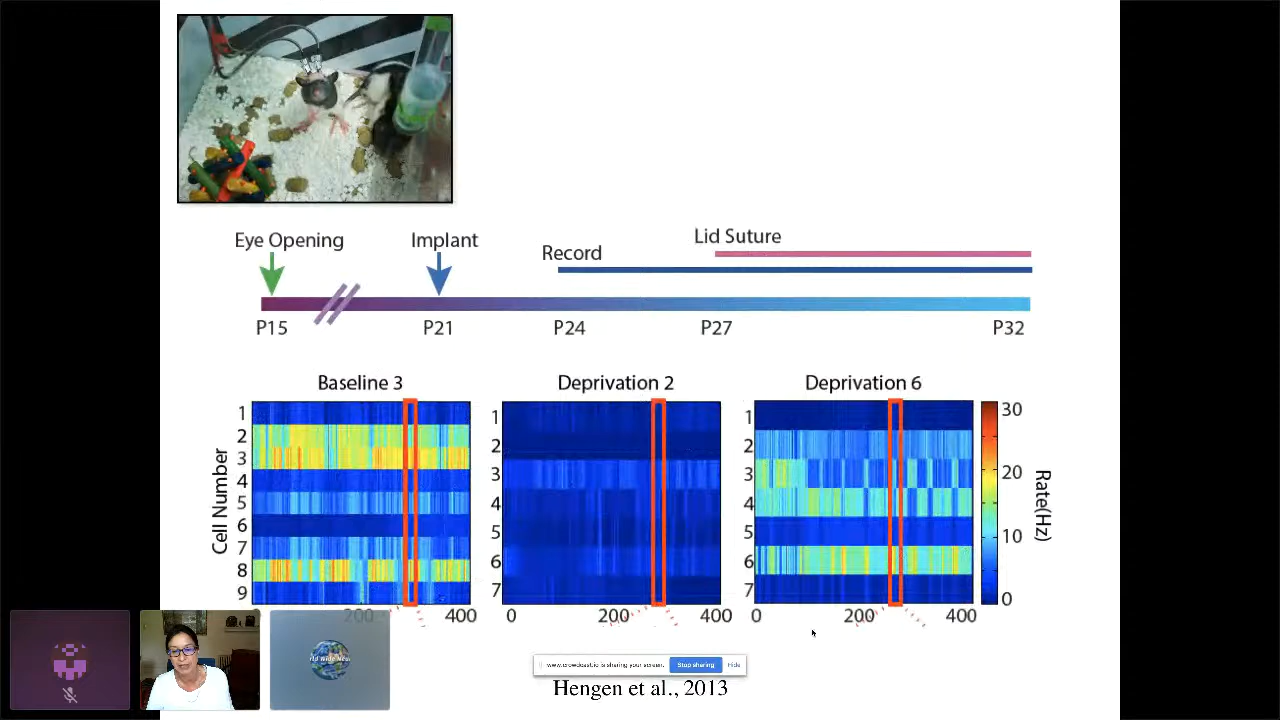 Eye Opening
Implant
Record
Lid Suture
P15
P21
P24
P27
P32
Baseline 3
Deprivation 2
Deprivation 6
Cell Number
1
2
3
4
5
6
7
8
9
0
200
400
1
2
3
4
5
6
7
0
200
400
1
2
3
4
5
6
7
0
200
400
30
20
10
0
Rate(Hz)
www.crowdcast.io is sharing your screen.
Stop sharing
Hide
Hengen et al., 2013